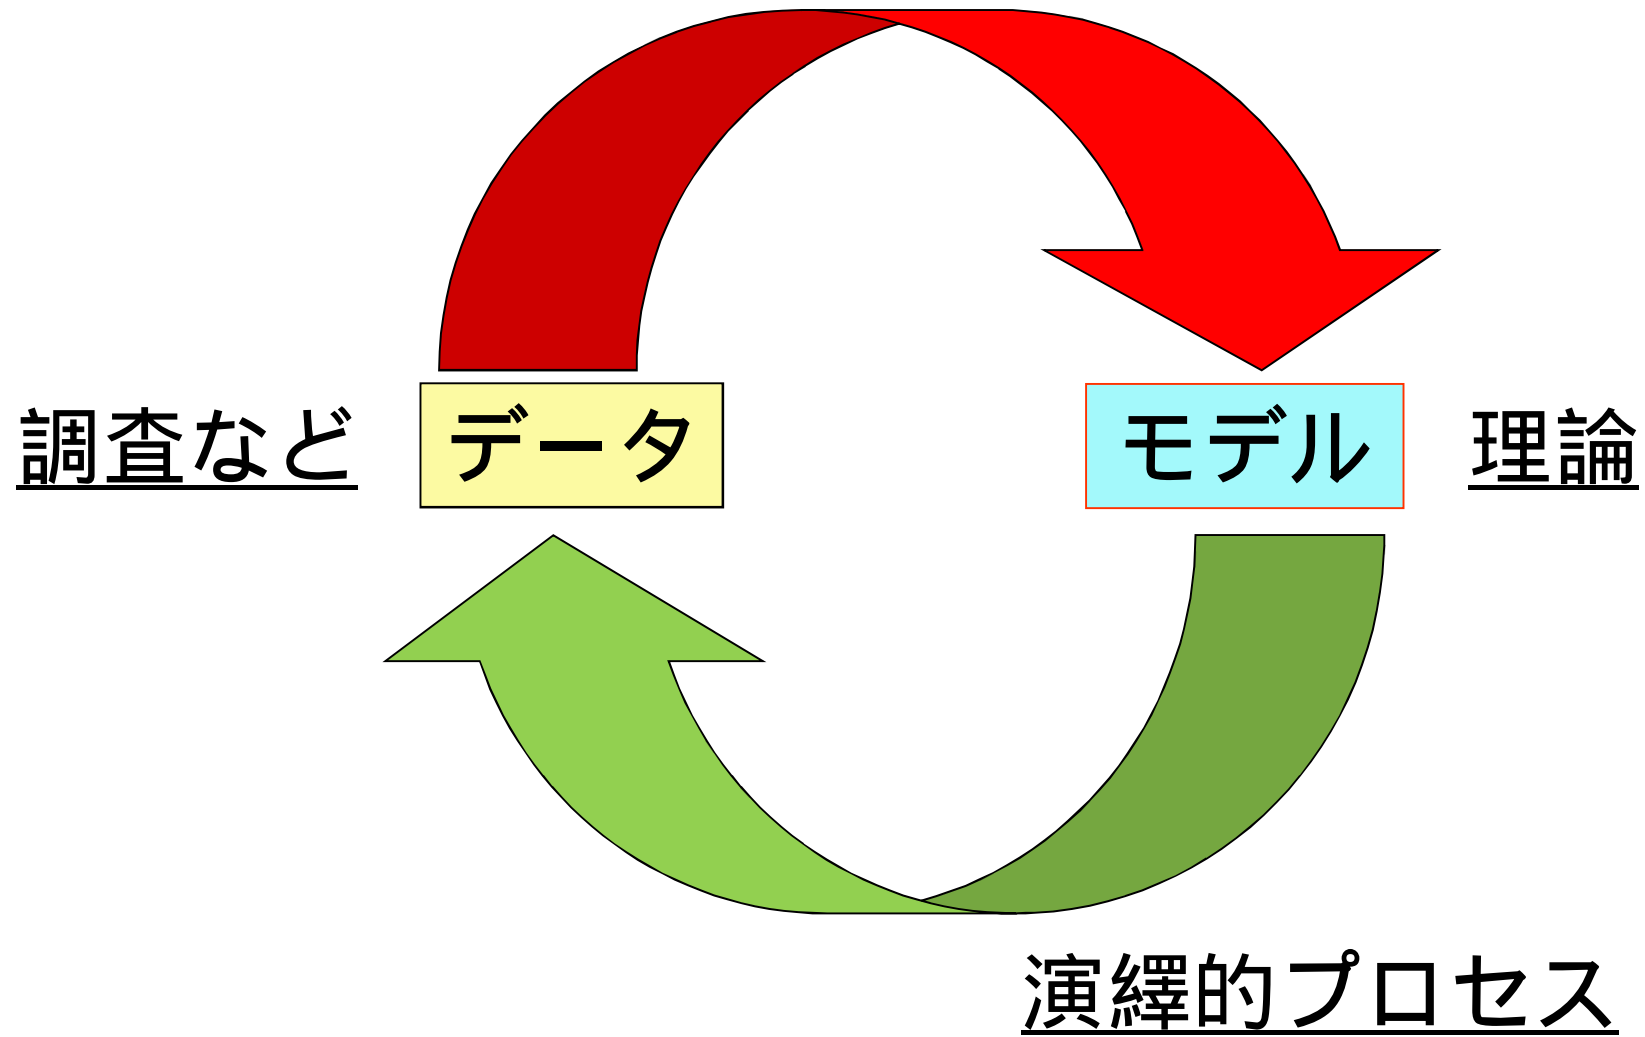 調査など
データ
モデル
理論
演繹的プロセス